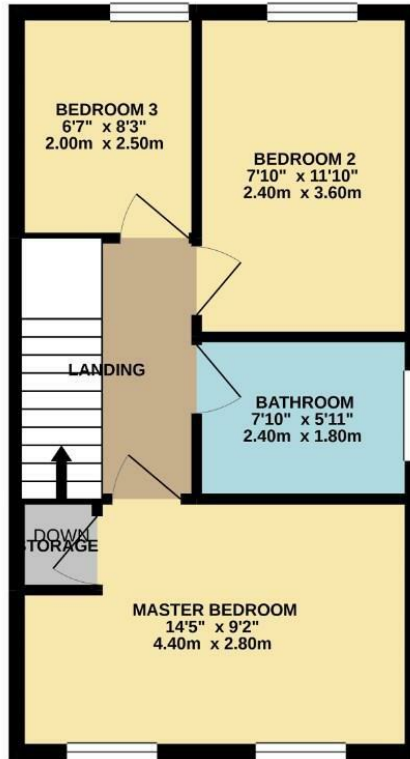 BEDROOM 3
6'7" x 8'3"
2.00m x 2.50m
BEDROOM 2
7'10" x 11'10"
2.40m x 3.60m
LANDING
BATHROOM
7'10" x 5'11"
2.40m x 1.80m
DOWN
STORAGE
MASTER BEDROOM
14'5" x 9'2"
4.40m x 2.80m